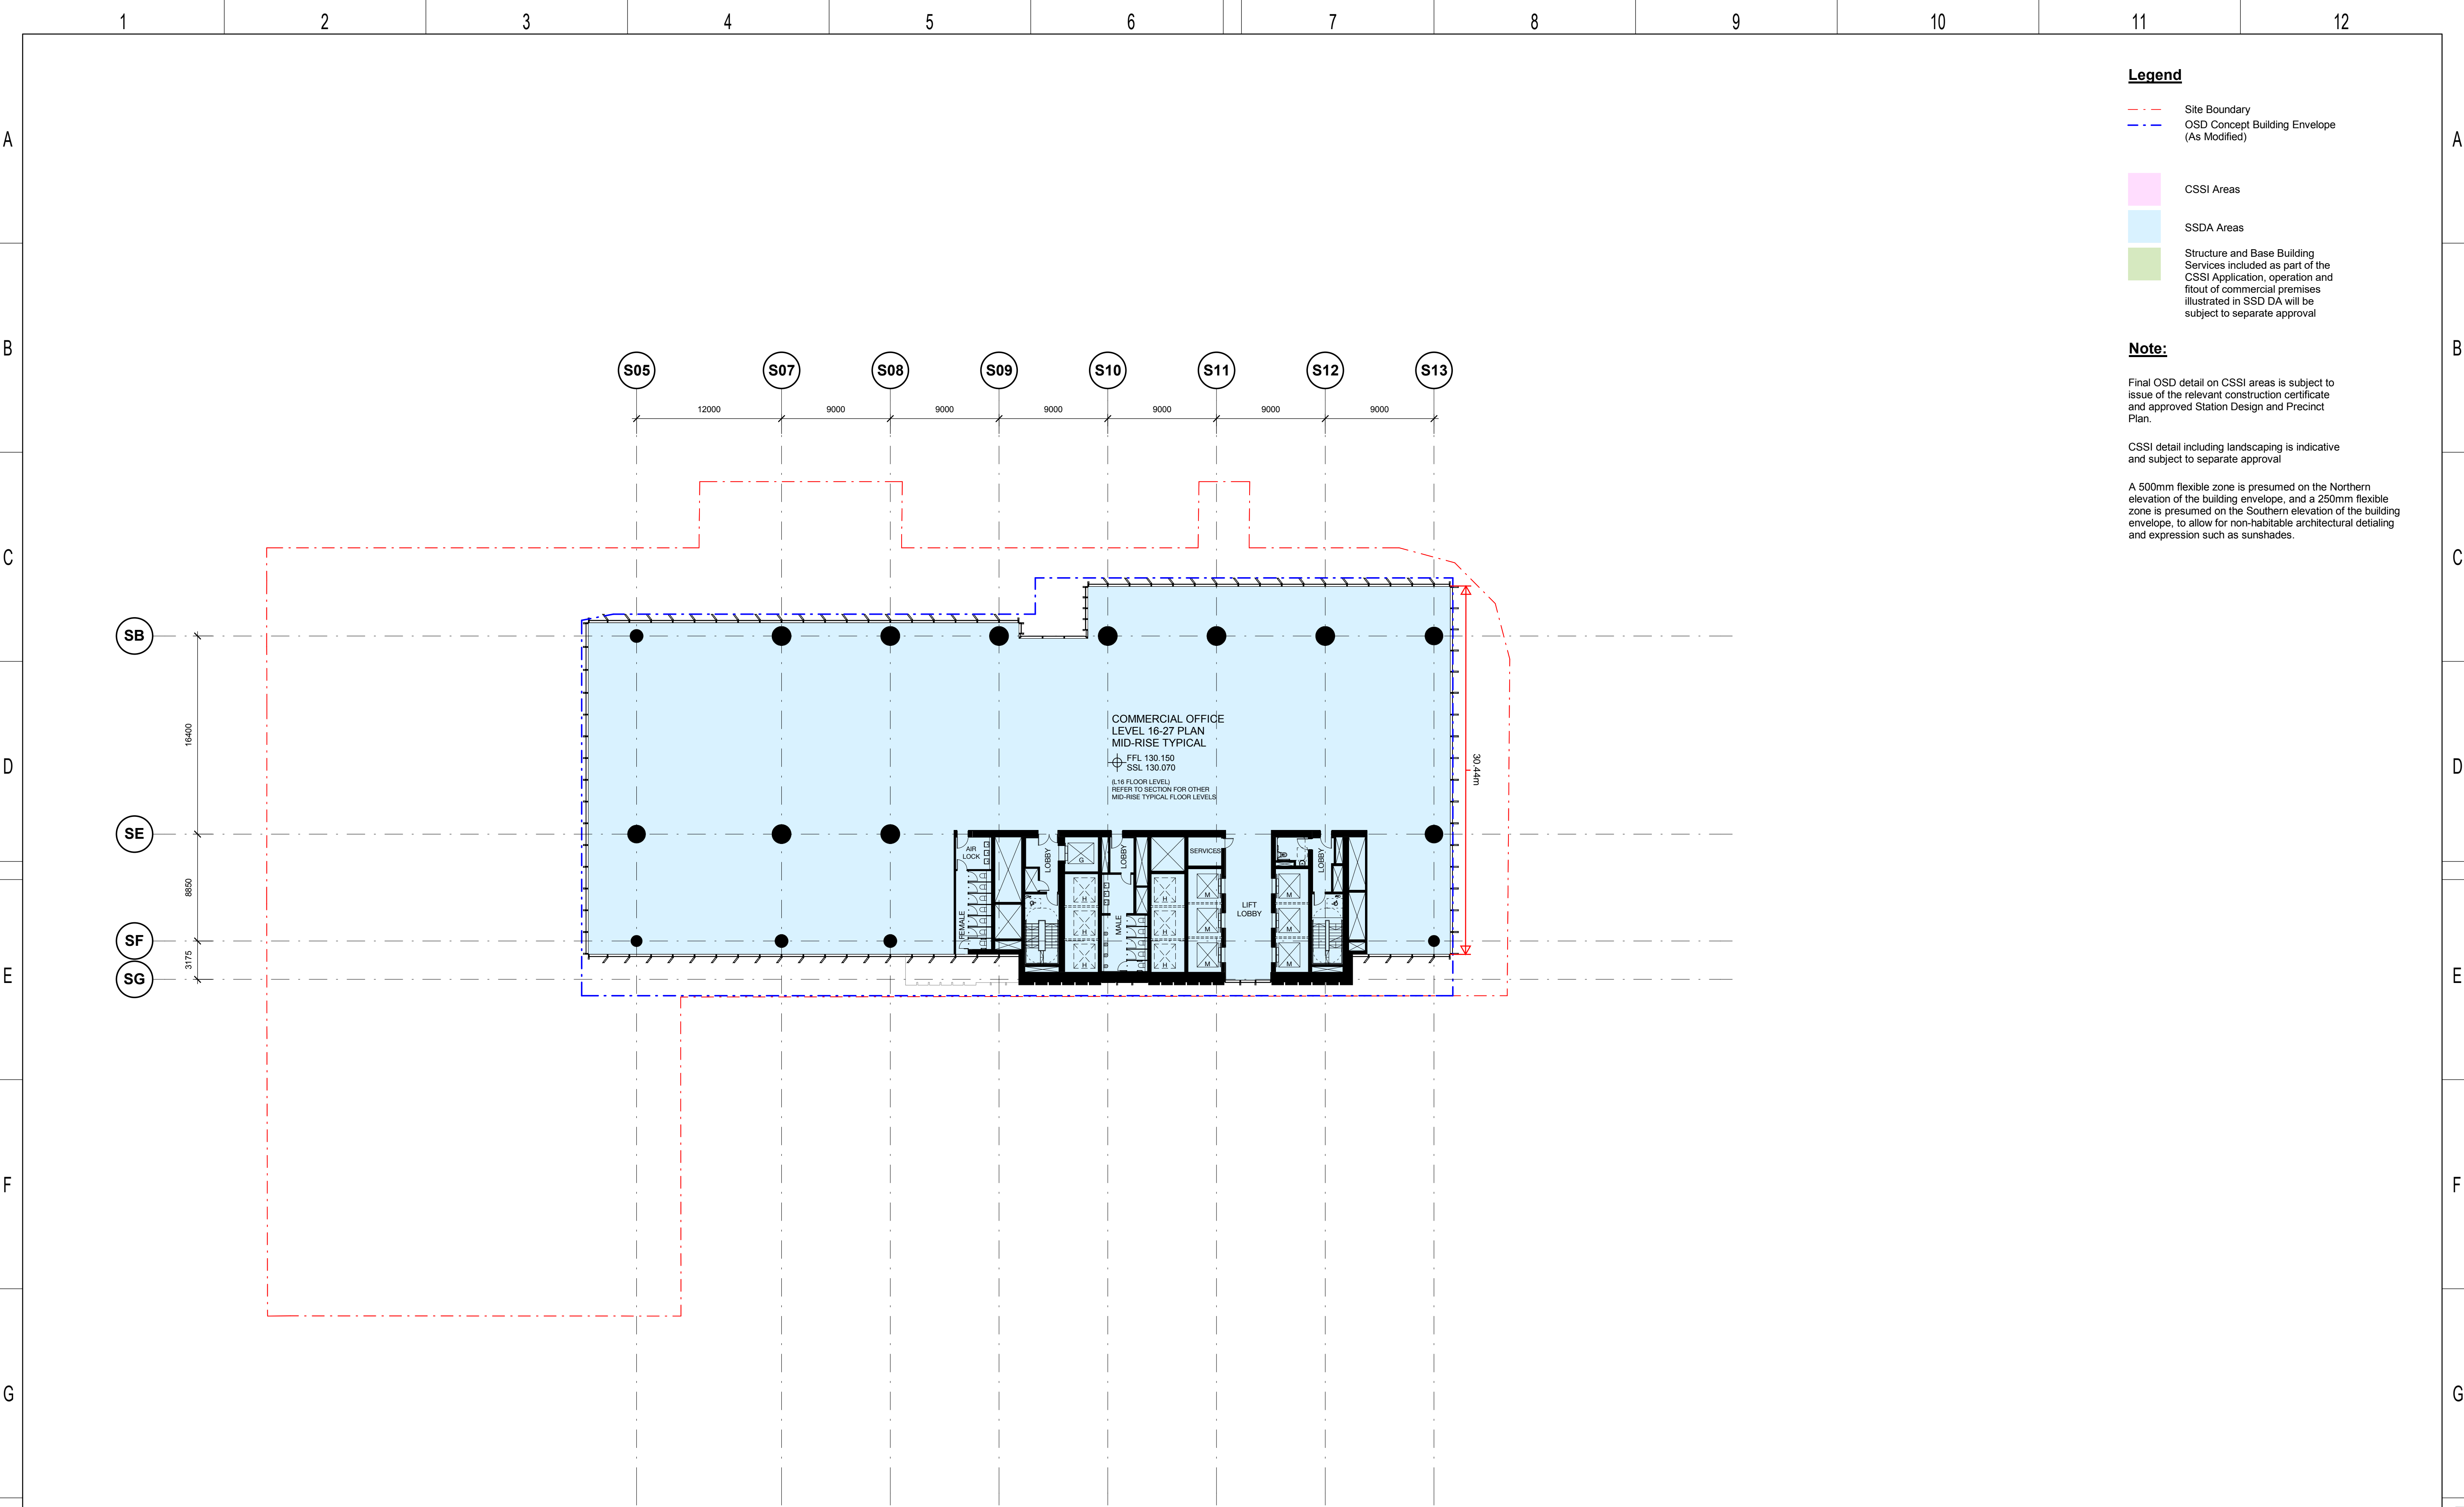 1 2 3 4 5 6 7 8 9 10 11 12
Legend
Site Boundary
OSD Concept Building Envelope
(As Modified)
A A
CSSI Areas
SSDA Areas
Structure and Base Building
Services included as part of the
CSSI Application, operation and
fitout of commercial premises
illustrated in SSD DA will be
subject to separate approval
B B
Note:
Final OSD detail on CSSI areas is subject to
issue of the relevant construction certificate
and approved Station Design and Precinct
Plan.
CSSI detail including landscaping is indicative
and subject to separate approval
A 500mm flexible zone is presumed on the Northern
elevation of the building envelope, and a 250mm flexible
zone is presumed on the Southern elevation of the building
envelope, to allow for non-habitable architectural detialing
and expression such as sunshades.
S05 S07 S08 S09 S10 S11 S12 S13
12000 9000 9000 9000 9000 9000 9000
C C
SB
16400
COMMERCIAL OFFICE
LEVEL 16-27 PLAN
MID-RISE TYPICAL
FFL 130.150
SSL 130.070
(L16 FLOOR LEVEL)
REFER TO SECTION FOR OTHER
MID-RISE TYPICAL FLOOR LEVELS
30.44m
D D
SE
8850
AIR
LOCK
LOBBY
G
LOBBY
SERVICES
LOBBY
H H M M
FEMALE
H
MALE
H M
LIFT
LOBBY
M
H H M M
SF
3175
SG
E E
F F
G G